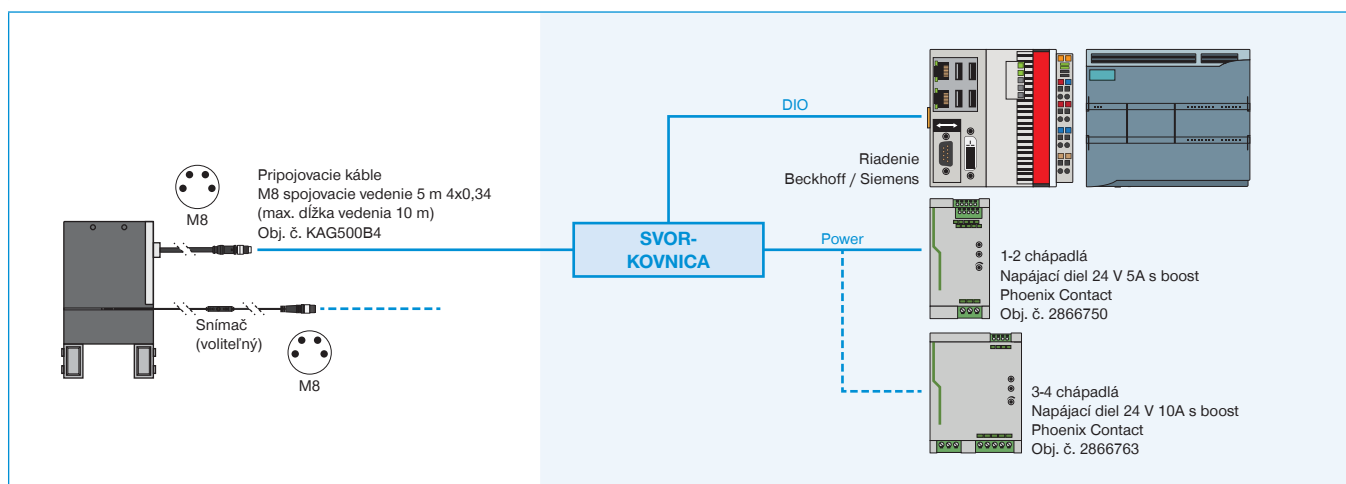 Pripojovacie káble
M8 spojovacie vedenie 5 m 4x0,34
(max. dĺžka vedenia 10 m)
Obj. č. KAG500B4
M8
Snímač
(voliteľný)
M8
SVOR-
KOVNICA
DIO
Riadenie
Beckhoff / Siemens
Power
1-2 chápadlá
Napájací diel 24 V 5A s boost
Phoenix Contact
Obj. č. 2866750
3-4 chápadlá
Napájací diel 24 V 10A s boost
Phoenix Contact
Obj. č. 2866763